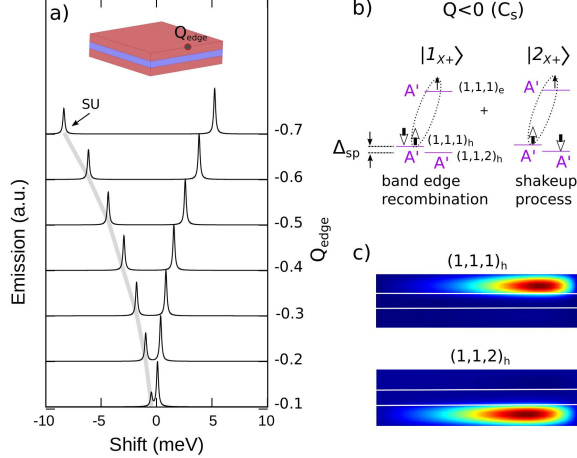 a)
Q_edge
SU
-0.7
-0.6
-0.5
-0.4
-0.3
-0.2
-0.1
Q_edge
Emission (a.u.)
-10
-5
0
5
10
Shift (meV)
b)
Q<0 (C_s)
|1_X+⟩
|2_X+⟩
A'
(1,1,1)_e
A'
+
(1,1,1)_h
Δ_sp
A'
A'
(1,1,2)_h
A'
A'
band edge
recombination
shakeup
process
c)
(1,1,1)_h
(1,1,2)_h